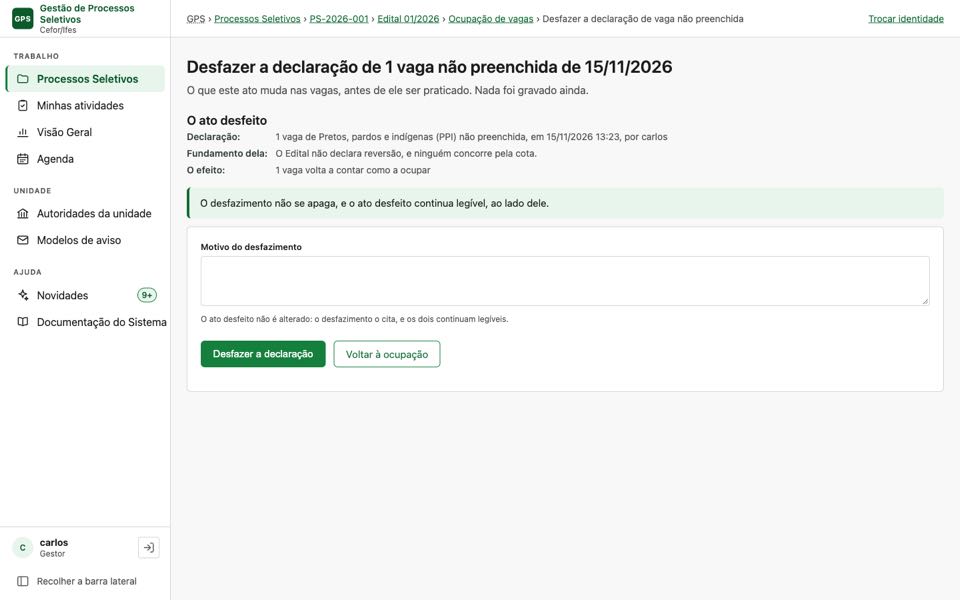 GPS
Gestão de Processos
Seletivos
Cefor/Ifes
GPS › Processos Seletivos › PS-2026-001 › Edital 01/2026 › Ocupação de vagas › Desfazer a declaração de vaga não preenchida
Trocar identidade
TRABALHO
Processos Seletivos
Minhas atividades
Visão Geral
Agenda
UNIDADE
Autoridades da unidade
Modelos de aviso
AJUDA
Novidades
9+
Documentação do Sistema
Desfazer a declaração de 1 vaga não preenchida de 15/11/2026
O que este ato muda nas vagas, antes de ele ser praticado. Nada foi gravado ainda.
O ato desfeito
Declaração: 1 vaga de Pretos, pardos e indígenas (PPI) não preenchida, em 15/11/2026 13:23, por carlos
Fundamento dela: O Edital não declara reversão, e ninguém concorre pela cota.
O efeito: 1 vaga volta a contar como a ocupar
O desfazimento não se apaga, e o ato desfeito continua legível, ao lado dele.
Motivo do desfazimento
O ato desfeito não é alterado: o desfazimento o cita, e os dois continuam legíveis.
Desfazer a declaração
Voltar à ocupação
C
carlos
Gestor
Recolher a barra lateral